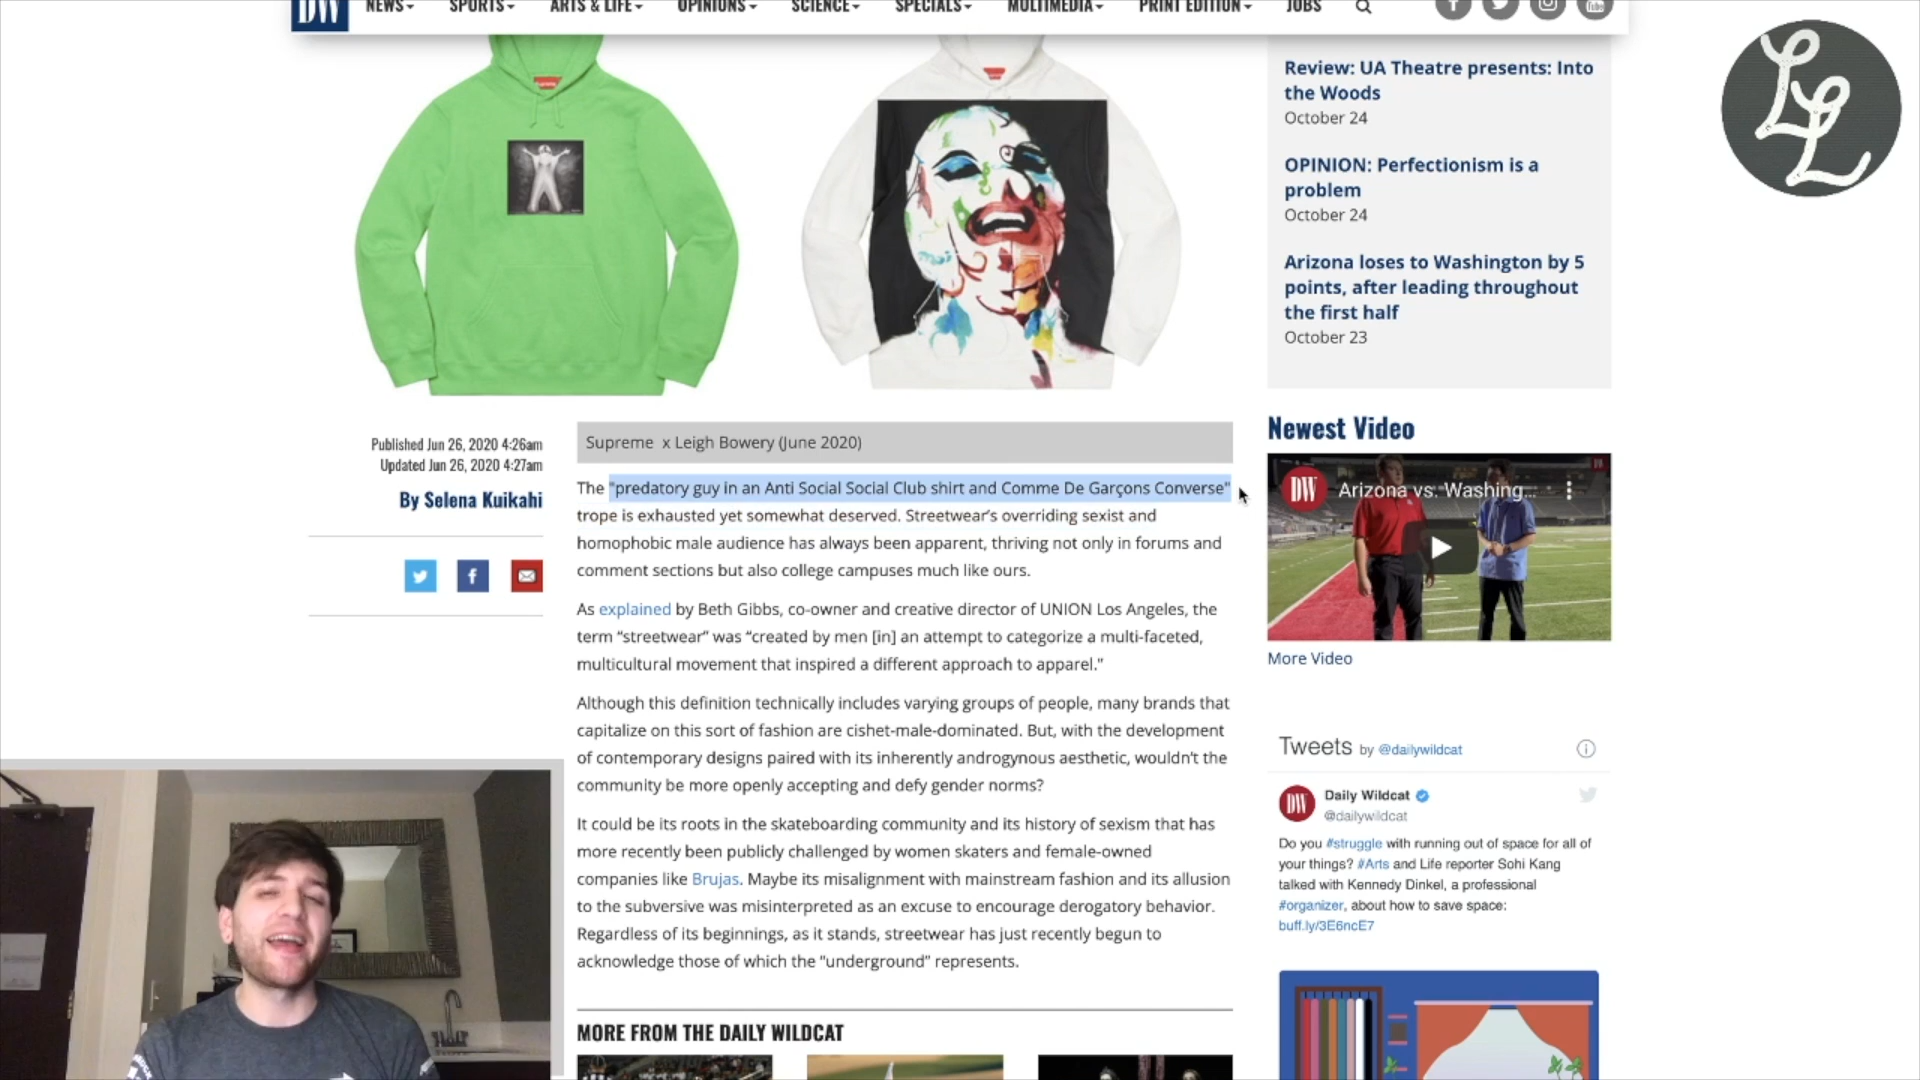 DW
NEWS
SPORTS
ARTS & LIFE
OPINIONS
SCIENCE
SPECIALS
MULTIMEDIA
PRINT EDITION
JOBS
You
Tube
LYL
Supreme
Review: UA Theatre presents: Into
the Woods
October 24
OPINION: Perfectionism is a
problem
October 24
Arizona loses to Washington by 5
points, after leading throughout
the first half
October 23
Published Jun 26, 2020 4:26am
Updated Jun 26, 2020 4:27am
By Selena Kuikahi
Supreme x Leigh Bowery (June 2020)
The "predatory guy in an Anti Social Social Club shirt and Comme De Garçons Converse"
trope is exhausted yet somewhat deserved. Streetwear's overriding sexist and
homophobic male audience has always been apparent, thriving not only in forums and
comment sections but also college campuses much like ours.
As explained by Beth Gibbs, co-owner and creative director of UNION Los Angeles, the
term “streetwear” was “created by men [in] an attempt to categorize a multi-faceted,
multicultural movement that inspired a different approach to apparel."
Although this definition technically includes varying groups of people, many brands that
capitalize on this sort of fashion are cishet-male-dominated. But, with the development
of contemporary designs paired with its inherently androgynous aesthetic, wouldn't the
community be more openly accepting and defy gender norms?
It could be its roots in the skateboarding community and its history of sexism that has
more recently been publicly challenged by women skaters and female-owned
companies like Brujas. Maybe its misalignment with mainstream fashion and its allusion
to the subversive was misinterpreted as an excuse to encourage derogatory behavior.
Regardless of its beginnings, as it stands, streetwear has just recently begun to
acknowledge those of which the "underground" represents.
MORE FROM THE DAILY WILDCAT
Newest Video
DW
Arizona vs. Washing...
More Video
Tweets by @dailywildcat
DW
Daily Wildcat
@dailywildcat
Do you #struggle with running out of space for all of
your things? #Arts and Life reporter Sohi Kang
talked with Kennedy Dinkel, a professional
#organizer, about how to save space:
buff.ly/3E6ncE7